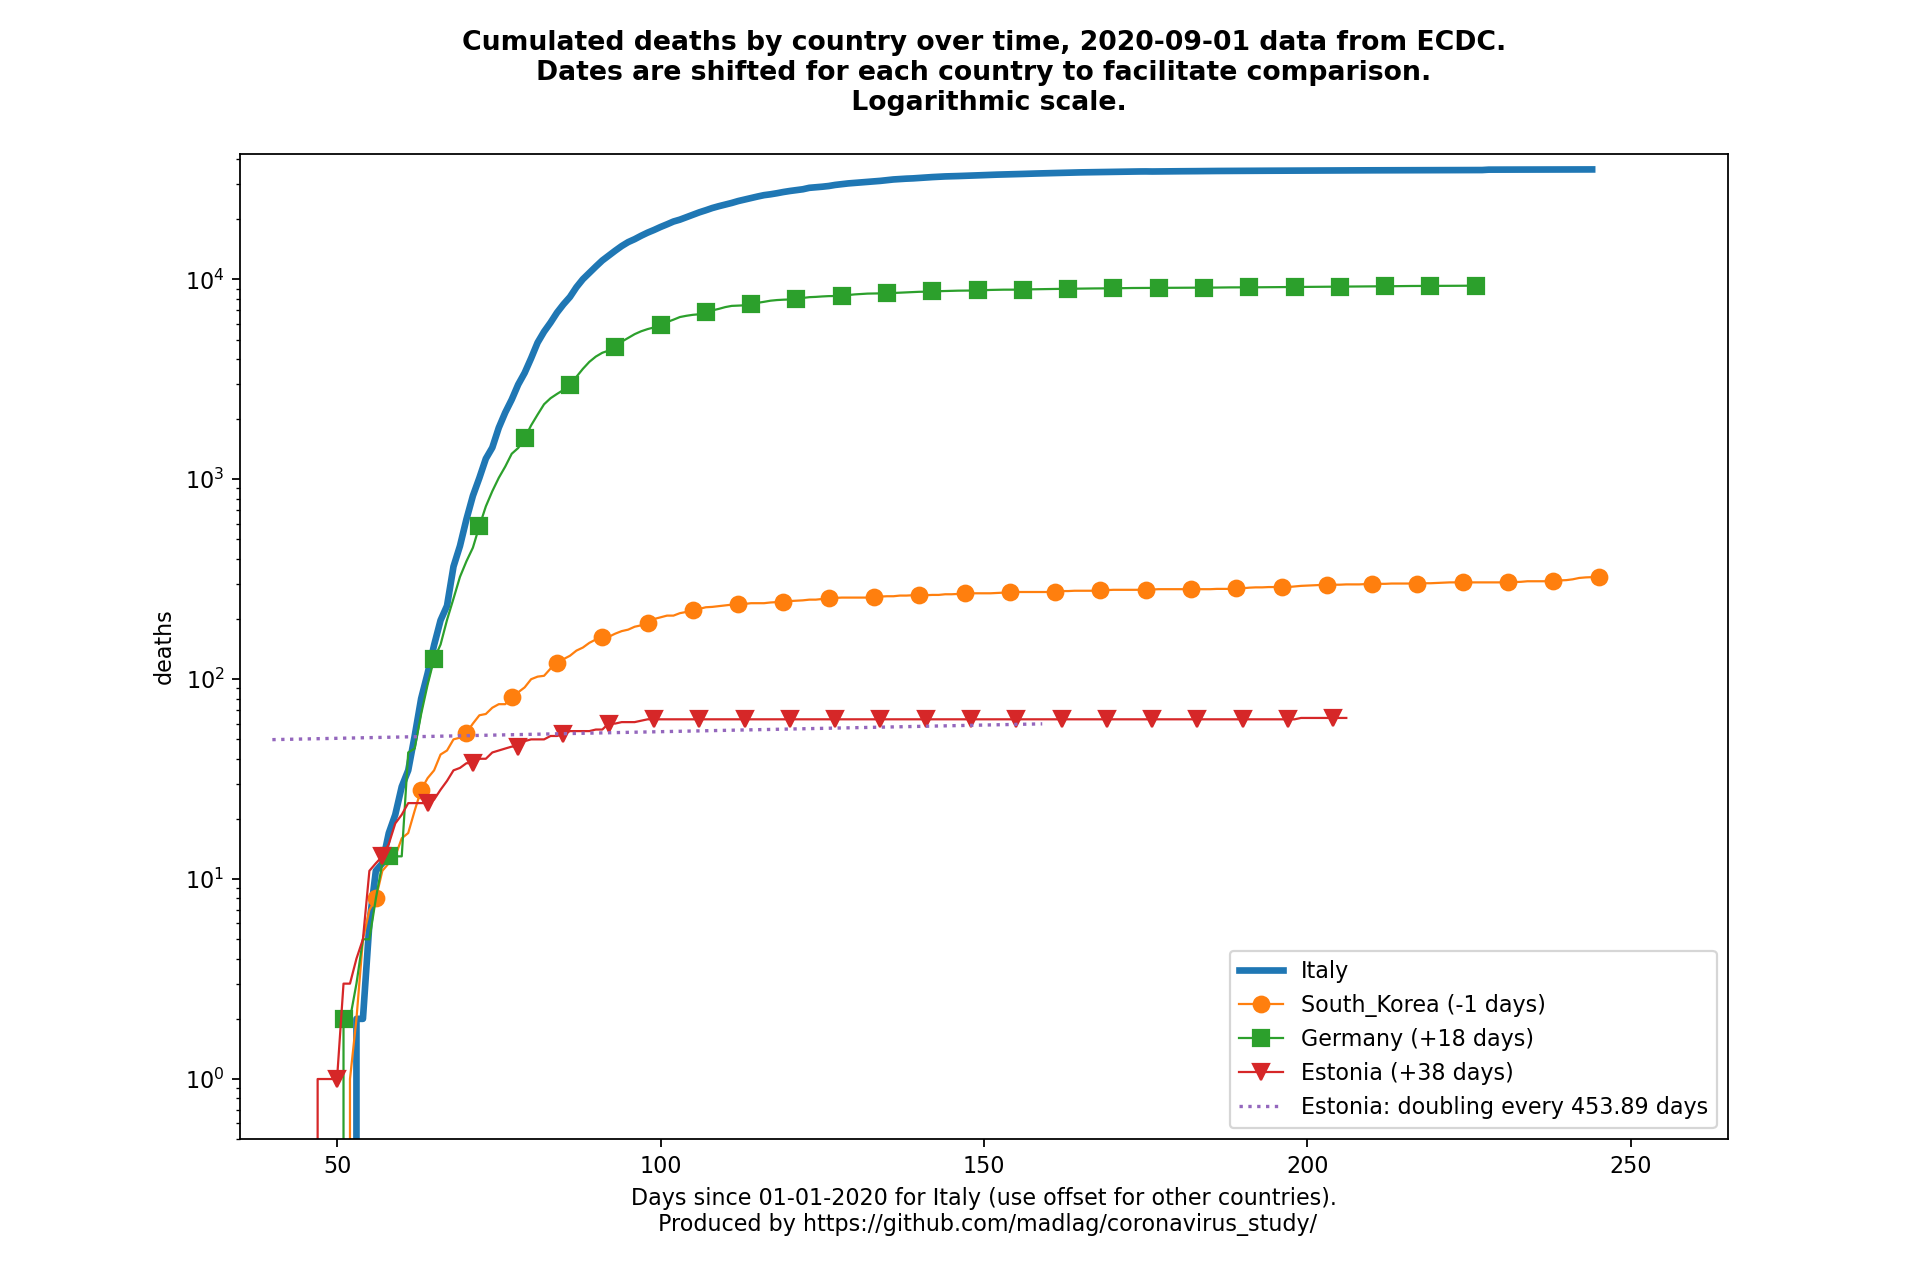 Cumulated deaths by country over time, 2020-09-01 data from ECDC.
Dates are shifted for each country to facilitate comparison.
Logarithmic scale.
deaths
10⁴
10³
10²
10¹
10⁰
50 100 150 200 250
Italy
South_Korea (-1 days)
Germany (+18 days)
Estonia (+38 days)
Estonia: doubling every 453.89 days
Days since 01-01-2020 for Italy (use offset for other countries).
Produced by https://github.com/madlag/coronavirus_study/